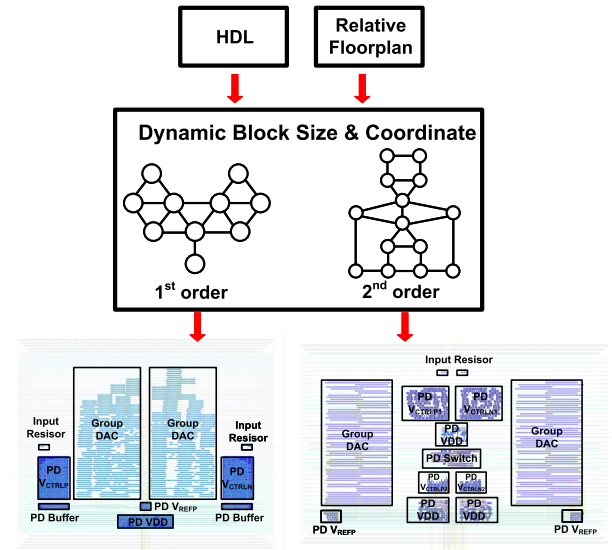 HDL
Relative
Floorplan
Dynamic Block Size & Coordinate
1st order
2nd order
Input
Resisor
Group
DAC
Group
DAC
Input
Resisor
PD
VCTRLP
PD
VCTRLN
PD Buffer
PD VREFP
PD Buffer
PD VDD
Input Resisor
PD
VCTRLP1
PD
VCTRLN1
Group
DAC
PD
VDD
Group
DAC
PD Switch
PD
VCTRLP2
PD
VCTRLN2
PD
VDD
PD
VDD
PD VREFP
PD VREFP